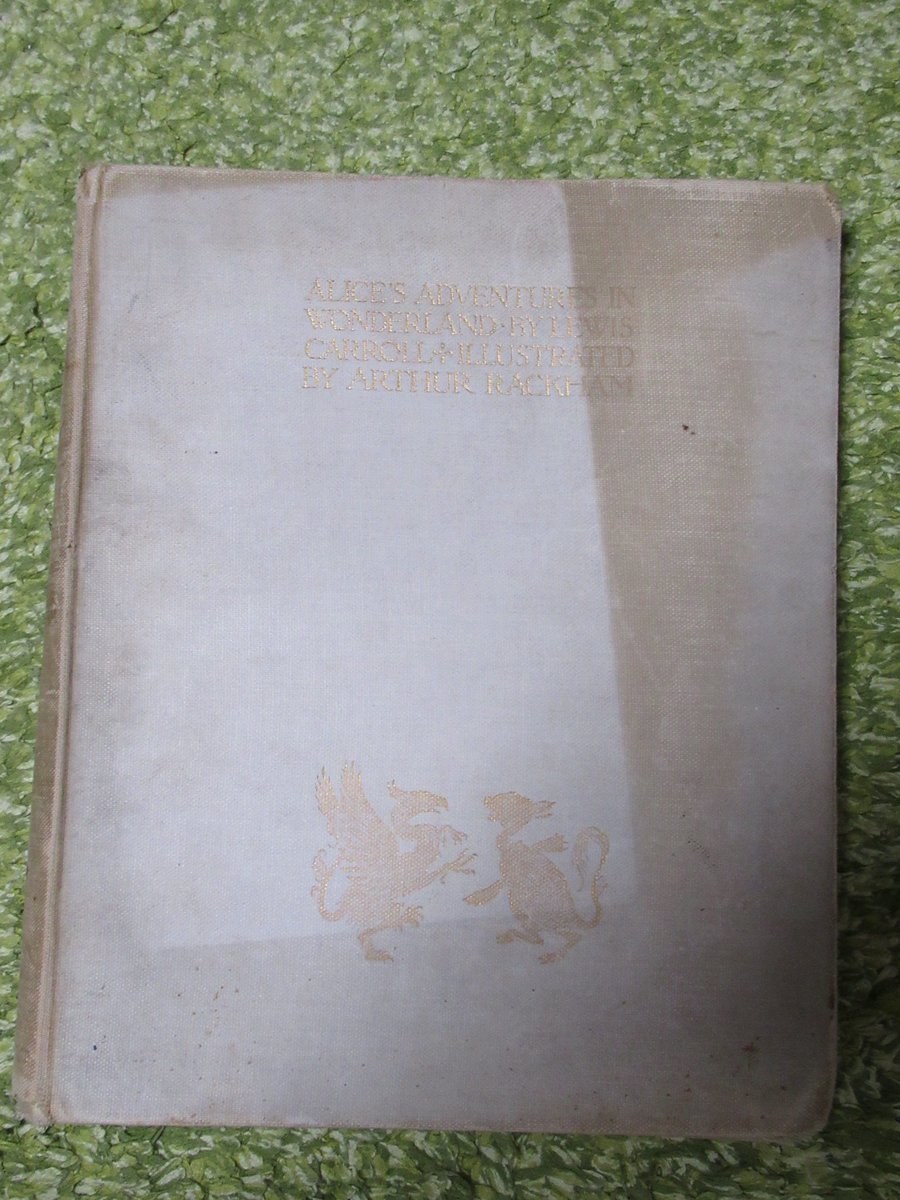 ALICE'S ADVENTURES IN
WONDERLAND · BY LEWIS
CARROLL ✢ ILLUSTRATED
BY ARTHUR RACKHAM